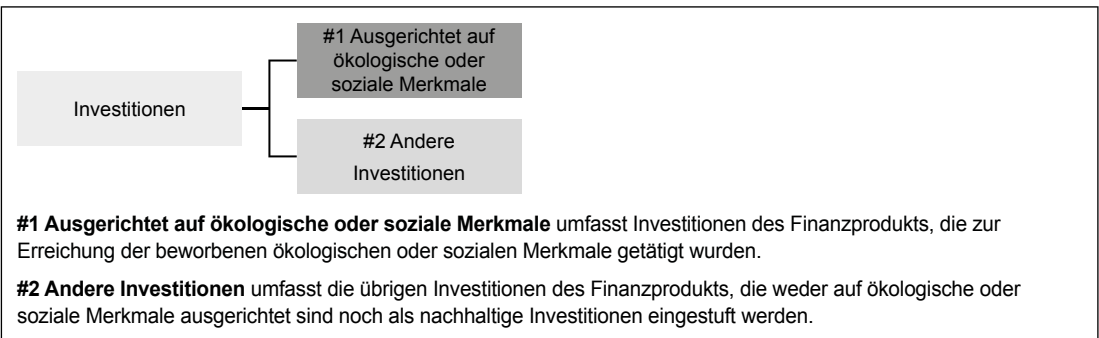 #1 Ausgerichtet auf
ökologische oder
soziale Merkmale
Investitionen
#2 Andere
Investitionen
#1 Ausgerichtet auf ökologische oder soziale Merkmale umfasst Investitionen des Finanzprodukts, die zur
Erreichung der beworbenen ökologischen oder sozialen Merkmale getätigt wurden.
#2 Andere Investitionen umfasst die übrigen Investitionen des Finanzprodukts, die weder auf ökologische oder
soziale Merkmale ausgerichtet sind noch als nachhaltige Investitionen eingestuft werden.